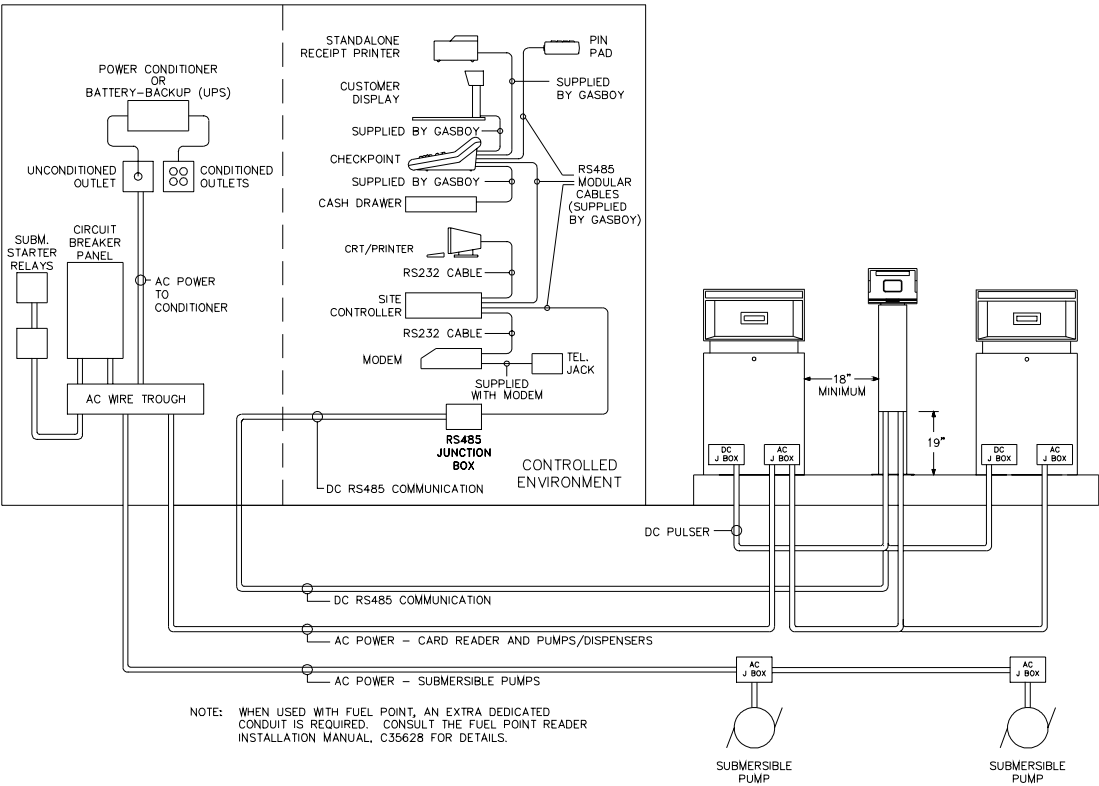 STANDALONE
RECEIPT PRINTER
PIN
PAD
POWER CONDITIONER
OR
BATTERY-BACKUP (UPS)
CUSTOMER
DISPLAY
SUPPLIED
BY GASBOY
SUPPLIED BY GASBOY
CHECKPOINT
UNCONDITIONED
OUTLET
CONDITIONED
OUTLETS
SUPPLIED BY GASBOY
RS485
MODULAR
CABLES
(SUPPLIED
BY GASBOY)
CASH DRAWER
SUBM.
STARTER
RELAYS
CIRCUIT
BREAKER
PANEL
CRT/PRINTER
RS232 CABLE
AC POWER
TO
CONDITIONER
SITE
CONTROLLER
RS232 CABLE
MODEM
TEL.
JACK
SUPPLIED
WITH MODEM
AC WIRE TROUGH
RS485
JUNCTION
BOX
CONTROLLED
ENVIRONMENT
DC RS485 COMMUNICATION
18"
MINIMUM
19"
DC
J BOX
AC
J BOX
DC
J BOX
AC
J BOX
DC PULSER
DC RS485 COMMUNICATION
AC POWER - CARD READER AND PUMPS/DISPENSERS
AC POWER - SUBMERSIBLE PUMPS
AC
J BOX
AC
J BOX
NOTE: WHEN USED WITH FUEL POINT, AN EXTRA DEDICATED
CONDUIT IS REQUIRED. CONSULT THE FUEL POINT READER
INSTALLATION MANUAL, C35628 FOR DETAILS.
SUBMERSIBLE
PUMP
SUBMERSIBLE
PUMP